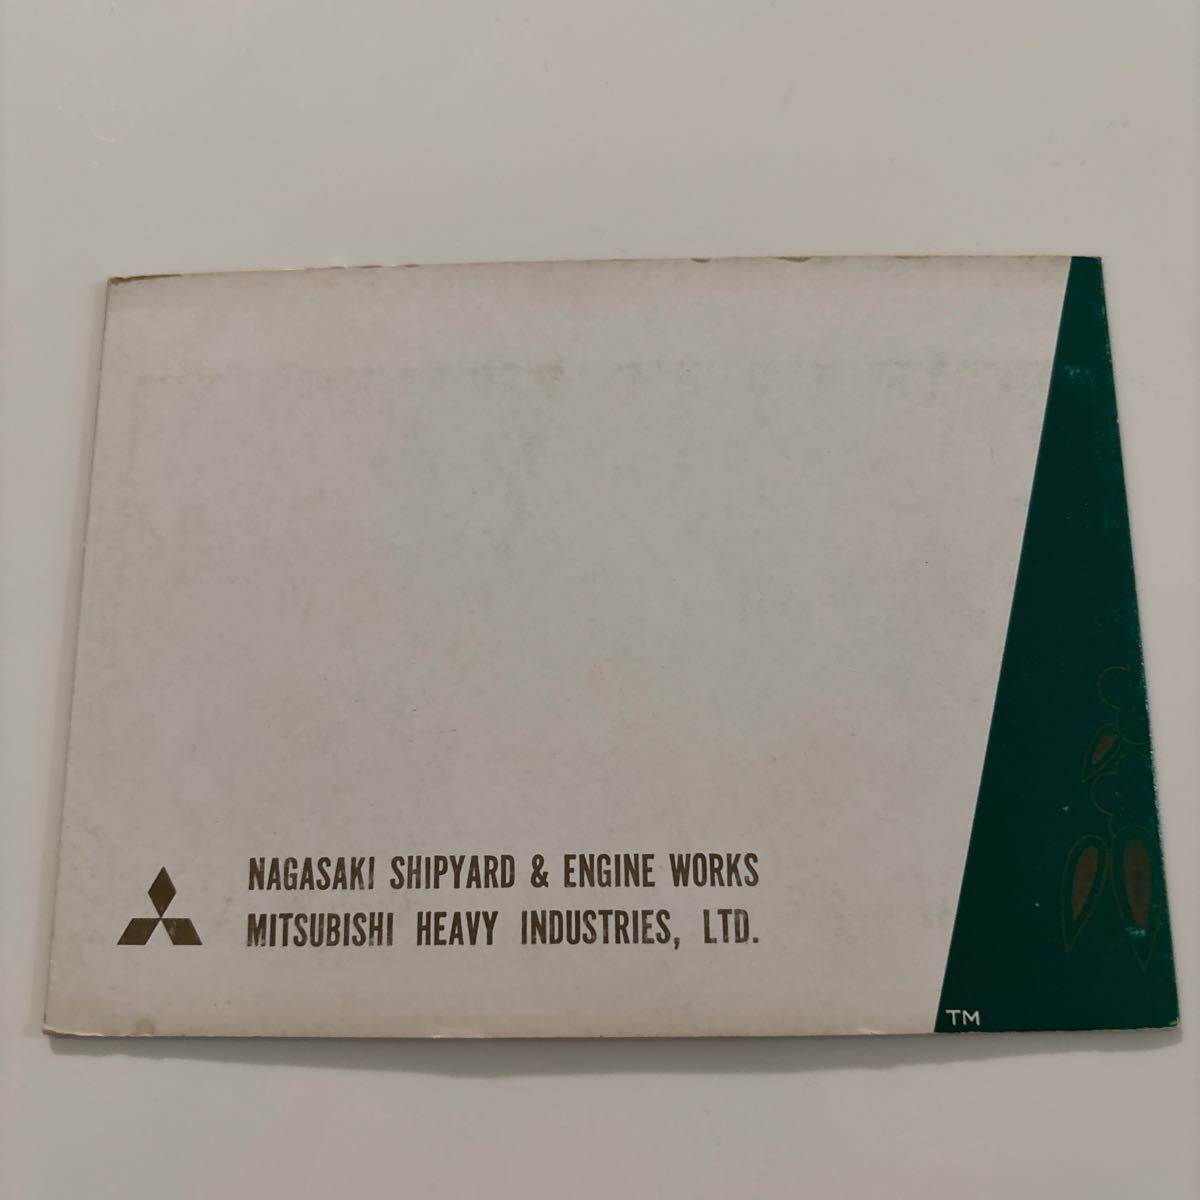 NAGASAKI SHIPYARD & ENGINE WORKS
MITSUBISHI HEAVY INDUSTRIES, LTD.
TM